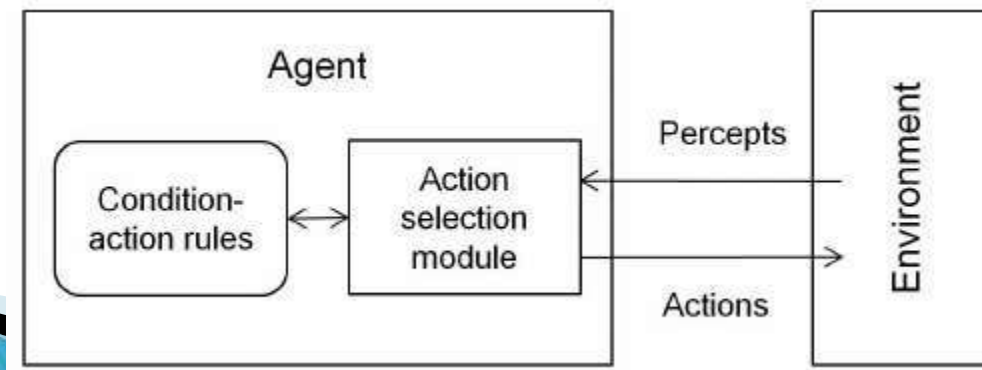 Agent
Condition-
action rules
Action
selection
module
Percepts
Actions
Environment